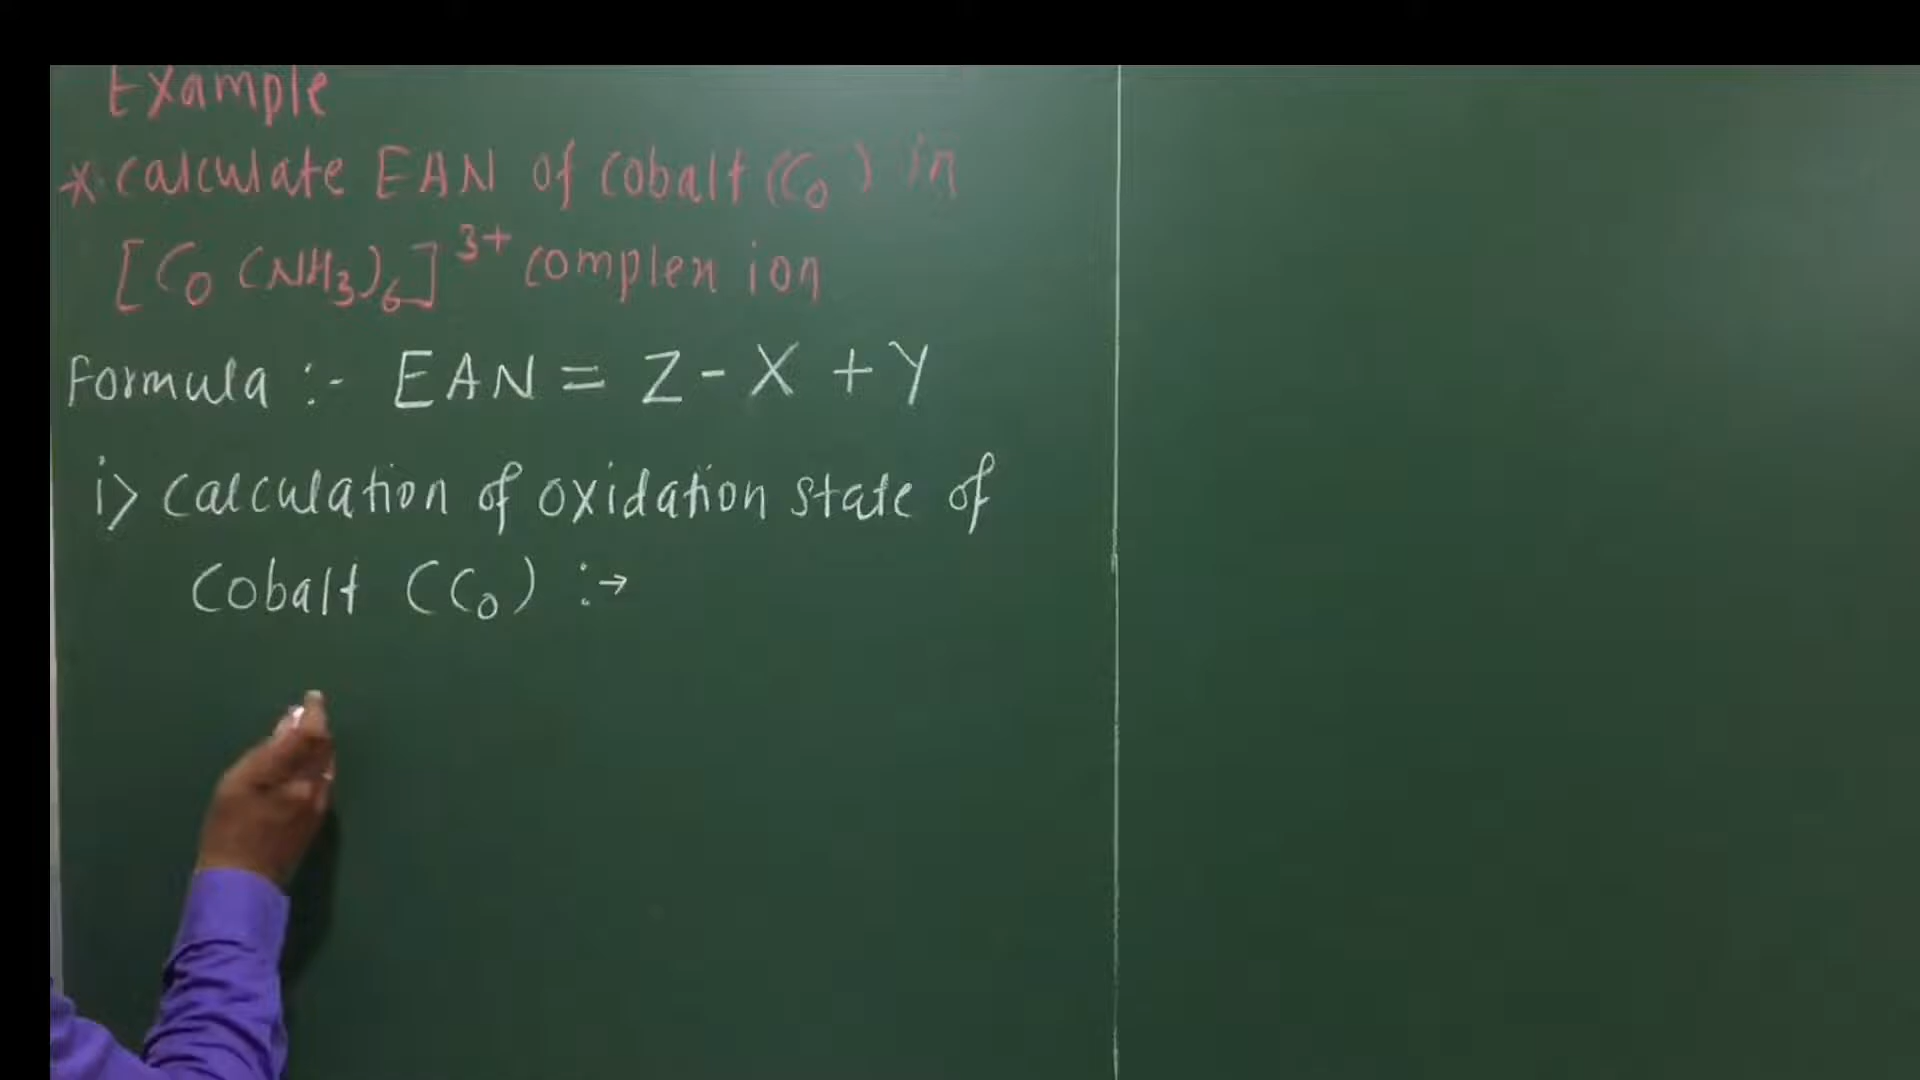 Example
* calculate EAN of cobalt (Co) in
[Co (NH3)6]3+ complex ion
Formula :- EAN = Z - X + Y
i> calculation of oxidation state of
Cobalt (Co) :→